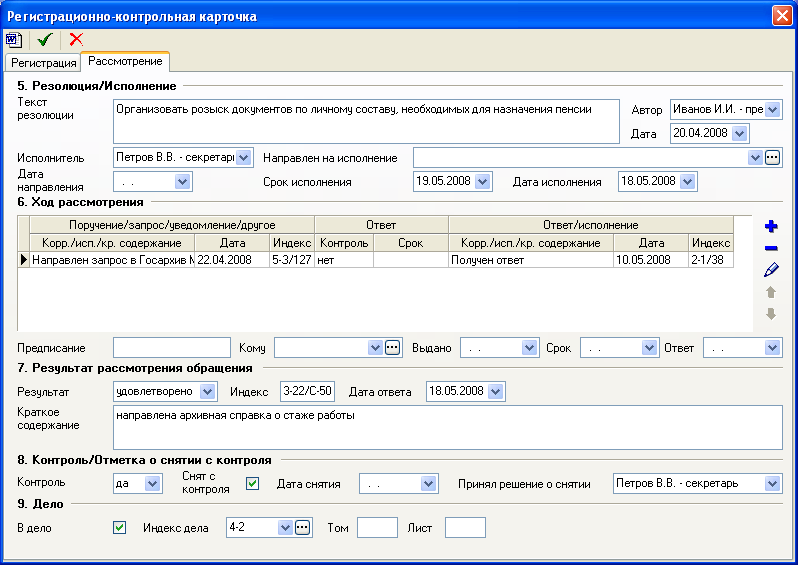 Регистрационно-контрольная карточка
Регистрация Рассмотрение
5. Резолюция/Исполнение
Текст резолюции Организовать розыск документов по личному составу, необходимых для назначения пенсии Автор Иванов И.И. - пре
Дата 20.04.2008
Исполнитель Петров В.В. - секретарь Направлен на исполнение
Дата направления . . Срок исполнения 19.05.2008 Дата исполнения 18.05.2008
6. Ход рассмотрения
Поручение/запрос/уведомление/другое Ответ Ответ/исполнение
Корр./исп./кр. содержание Дата Индекс Контроль Срок Корр./исп./кр. содержание Дата Индекс
Направлен запрос в Госархив М 22.04.2008 5-3/127 нет Получен ответ 10.05.2008 2-1/38
Предписание Кому Выдано . . Срок . . Ответ . .
7. Результат рассмотрения обращения
Результат удовлетворено Индекс 3-22/С-50 Дата ответа 18.05.2008
Краткое содержание направлена архивная справка о стаже работы
8. Контроль/Отметка о снятии с контроля
Контроль да Снят с контроля Дата снятия . . Принял решение о снятии Петров В.В. - секретарь
9. Дело
В дело Индекс дела 4-2 Том Лист